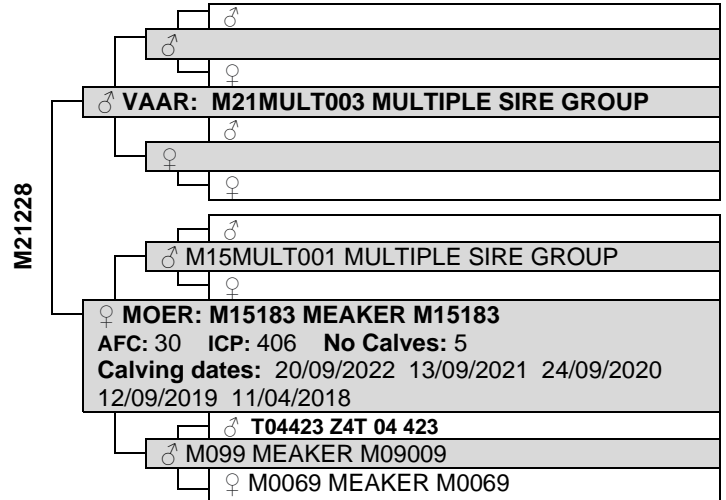 ♂
♂
♀
♂ VAAR: M21MULT003 MULTIPLE SIRE GROUP
♂
♀
♀
M21228
♂
♂ M15MULT001 MULTIPLE SIRE GROUP
♀
♀ MOER: M15183 MEAKER M15183
AFC: 30 ICP: 406 No Calves: 5
Calving dates: 20/09/2022 13/09/2021 24/09/2020
12/09/2019 11/04/2018
♂ T04423 Z4T 04 423
♂ M099 MEAKER M09009
♀ M0069 MEAKER M0069